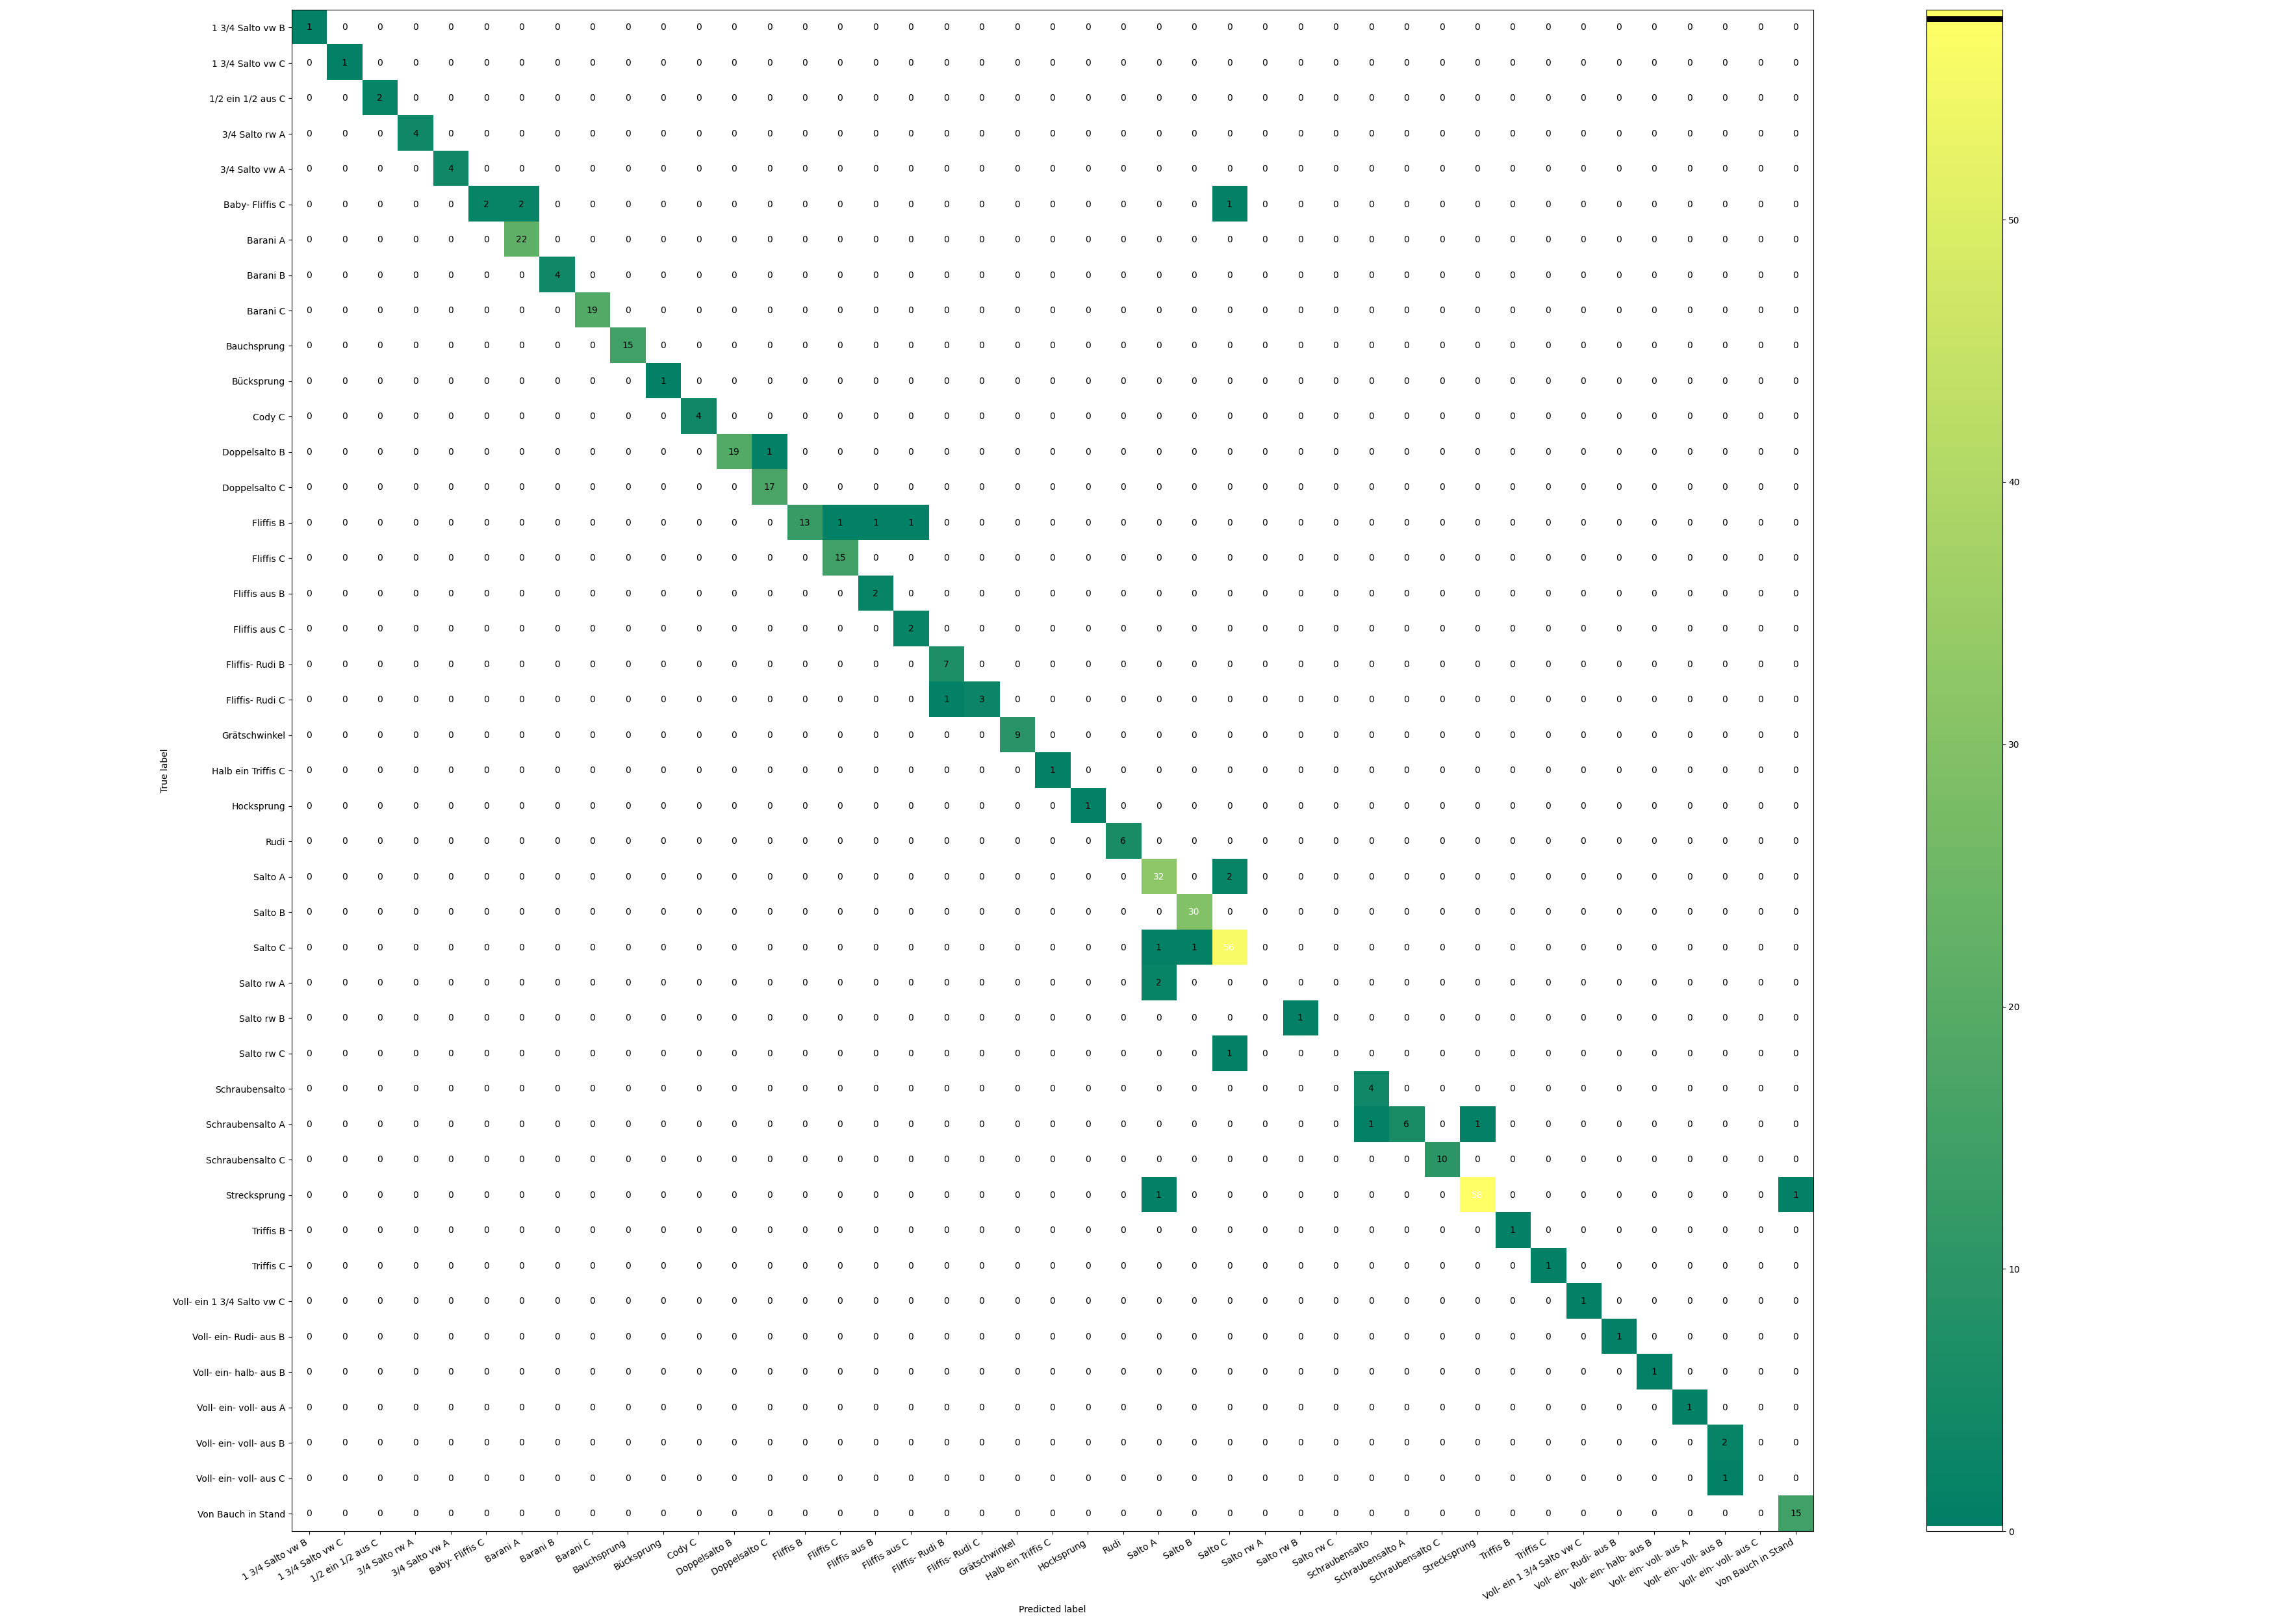 1 3/4 Salto vw B 1 0 0 0 0 0 0 0 0 0 0 0 0 0 0 0 0 0 0 0 0 0 0 0 0 0 0 0 0 0 0 0 0 0 0 0 0 0 0 0 0 0 0
1 3/4 Salto vw C 0 1 0 0 0 0 0 0 0 0 0 0 0 0 0 0 0 0 0 0 0 0 0 0 0 0 0 0 0 0 0 0 0 0 0 0 0 0 0 0 0 0 0
1/2 ein 1/2 aus C 0 0 2 0 0 0 0 0 0 0 0 0 0 0 0 0 0 0 0 0 0 0 0 0 0 0 0 0 0 0 0 0 0 0 0 0 0 0 0 0 0 0 0
3/4 Salto rw A 0 0 0 4 0 0 0 0 0 0 0 0 0 0 0 0 0 0 0 0 0 0 0 0 0 0 0 0 0 0 0 0 0 0 0 0 0 0 0 0 0 0 0
3/4 Salto vw A 0 0 0 0 4 0 0 0 0 0 0 0 0 0 0 0 0 0 0 0 0 0 0 0 0 0 0 0 0 0 0 0 0 0 0 0 0 0 0 0 0 0 0
Baby- Fliffis C 0 0 0 0 0 2 2 0 0 0 0 0 0 0 0 0 0 0 0 0 0 0 0 0 0 0 1 0 0 0 0 0 0 0 0 0 0 0 0 0 0 0 0
Barani A 0 0 0 0 0 0 22 0 0 0 0 0 0 0 0 0 0 0 0 0 0 0 0 0 0 0 0 0 0 0 0 0 0 0 0 0 0 0 0 0 0 0 0
Barani B 0 0 0 0 0 0 0 4 0 0 0 0 0 0 0 0 0 0 0 0 0 0 0 0 0 0 0 0 0 0 0 0 0 0 0 0 0 0 0 0 0 0 0
Barani C 0 0 0 0 0 0 0 0 19 0 0 0 0 0 0 0 0 0 0 0 0 0 0 0 0 0 0 0 0 0 0 0 0 0 0 0 0 0 0 0 0 0 0
Bauchsprung 0 0 0 0 0 0 0 0 0 15 0 0 0 0 0 0 0 0 0 0 0 0 0 0 0 0 0 0 0 0 0 0 0 0 0 0 0 0 0 0 0 0 0
Bücksprung 0 0 0 0 0 0 0 0 0 0 1 0 0 0 0 0 0 0 0 0 0 0 0 0 0 0 0 0 0 0 0 0 0 0 0 0 0 0 0 0 0 0 0
Cody C 0 0 0 0 0 0 0 0 0 0 0 4 0 0 0 0 0 0 0 0 0 0 0 0 0 0 0 0 0 0 0 0 0 0 0 0 0 0 0 0 0 0 0
Doppelsalto B 0 0 0 0 0 0 0 0 0 0 0 0 19 1 0 0 0 0 0 0 0 0 0 0 0 0 0 0 0 0 0 0 0 0 0 0 0 0 0 0 0 0 0
Doppelsalto C 0 0 0 0 0 0 0 0 0 0 0 0 0 17 0 0 0 0 0 0 0 0 0 0 0 0 0 0 0 0 0 0 0 0 0 0 0 0 0 0 0 0 0
Fliffis B 0 0 0 0 0 0 0 0 0 0 0 0 0 0 13 1 1 1 0 0 0 0 0 0 0 0 0 0 0 0 0 0 0 0 0 0 0 0 0 0 0 0 0
Fliffis C 0 0 0 0 0 0 0 0 0 0 0 0 0 0 0 15 0 0 0 0 0 0 0 0 0 0 0 0 0 0 0 0 0 0 0 0 0 0 0 0 0 0 0
Fliffis aus B 0 0 0 0 0 0 0 0 0 0 0 0 0 0 0 0 2 0 0 0 0 0 0 0 0 0 0 0 0 0 0 0 0 0 0 0 0 0 0 0 0 0 0
Fliffis aus C 0 0 0 0 0 0 0 0 0 0 0 0 0 0 0 0 0 2 0 0 0 0 0 0 0 0 0 0 0 0 0 0 0 0 0 0 0 0 0 0 0 0 0
Fliffis- Rudi B 0 0 0 0 0 0 0 0 0 0 0 0 0 0 0 0 0 0 7 0 0 0 0 0 0 0 0 0 0 0 0 0 0 0 0 0 0 0 0 0 0 0 0
Fliffis- Rudi C 0 0 0 0 0 0 0 0 0 0 0 0 0 0 0 0 0 0 1 3 0 0 0 0 0 0 0 0 0 0 0 0 0 0 0 0 0 0 0 0 0 0 0
Grätschwinkel 0 0 0 0 0 0 0 0 0 0 0 0 0 0 0 0 0 0 0 0 9 0 0 0 0 0 0 0 0 0 0 0 0 0 0 0 0 0 0 0 0 0 0
Halb ein Triffis C 0 0 0 0 0 0 0 0 0 0 0 0 0 0 0 0 0 0 0 0 0 1 0 0 0 0 0 0 0 0 0 0 0 0 0 0 0 0 0 0 0 0 0
Hocksprung 0 0 0 0 0 0 0 0 0 0 0 0 0 0 0 0 0 0 0 0 0 0 1 0 0 0 0 0 0 0 0 0 0 0 0 0 0 0 0 0 0 0 0
Rudi 0 0 0 0 0 0 0 0 0 0 0 0 0 0 0 0 0 0 0 0 0 0 0 6 0 0 0 0 0 0 0 0 0 0 0 0 0 0 0 0 0 0 0
Salto A 0 0 0 0 0 0 0 0 0 0 0 0 0 0 0 0 0 0 0 0 0 0 0 0 32 0 2 0 0 0 0 0 0 0 0 0 0 0 0 0 0 0 0
Salto B 0 0 0 0 0 0 0 0 0 0 0 0 0 0 0 0 0 0 0 0 0 0 0 0 0 30 0 0 0 0 0 0 0 0 0 0 0 0 0 0 0 0 0
Salto C 0 0 0 0 0 0 0 0 0 0 0 0 0 0 0 0 0 0 0 0 0 0 0 0 1 1 0 0 0 0 0 0 0 0 0 0 0 0 0 0 0 0
Salto rw A 0 0 0 0 0 0 0 0 0 0 0 0 0 0 0 0 0 0 0 0 0 0 0 0 2 0 0 0 0 0 0 0 0 0 0 0 0 0 0 0 0 0 0
Salto rw B 0 0 0 0 0 0 0 0 0 0 0 0 0 0 0 0 0 0 0 0 0 0 0 0 0 0 0 0 1 0 0 0 0 0 0 0 0 0 0 0 0 0 0
Salto rw C 0 0 0 0 0 0 0 0 0 0 0 0 0 0 0 0 0 0 0 0 0 0 0 0 0 0 1 0 0 0 0 0 0 0 0 0 0 0 0 0 0 0 0
Schraubensalto 0 0 0 0 0 0 0 0 0 0 0 0 0 0 0 0 0 0 0 0 0 0 0 0 0 0 0 0 0 0 4 0 0 0 0 0 0 0 0 0 0 0 0
Schraubensalto A 0 0 0 0 0 0 0 0 0 0 0 0 0 0 0 0 0 0 0 0 0 0 0 0 0 0 0 0 0 0 1 6 0 1 0 0 0 0 0 0 0 0 0
Schraubensalto C 0 0 0 0 0 0 0 0 0 0 0 0 0 0 0 0 0 0 0 0 0 0 0 0 0 0 0 0 0 0 0 0 10 0 0 0 0 0 0 0 0 0 0
Strecksprung 0 0 0 0 0 0 0 0 0 0 0 0 0 0 0 0 0 0 0 0 0 0 0 0 1 0 0 0 0 0 0 0 0 0 0 0 0 0 0 0 0 1
Triffis B 0 0 0 0 0 0 0 0 0 0 0 0 0 0 0 0 0 0 0 0 0 0 0 0 0 0 0 0 0 0 0 0 0 0 1 0 0 0 0 0 0 0 0
Triffis C 0 0 0 0 0 0 0 0 0 0 0 0 0 0 0 0 0 0 0 0 0 0 0 0 0 0 0 0 0 0 0 0 0 0 0 1 0 0 0 0 0 0 0
Voll- ein 1 3/4 Salto vw C 0 0 0 0 0 0 0 0 0 0 0 0 0 0 0 0 0 0 0 0 0 0 0 0 0 0 0 0 0 0 0 0 0 0 0 0 1 0 0 0 0 0 0
Voll- ein- Rudi- aus B 0 0 0 0 0 0 0 0 0 0 0 0 0 0 0 0 0 0 0 0 0 0 0 0 0 0 0 0 0 0 0 0 0 0 0 0 0 1 0 0 0 0 0
Voll- ein- halb- aus B 0 0 0 0 0 0 0 0 0 0 0 0 0 0 0 0 0 0 0 0 0 0 0 0 0 0 0 0 0 0 0 0 0 0 0 0 0 0 1 0 0 0 0
Voll- ein- voll- aus A 0 0 0 0 0 0 0 0 0 0 0 0 0 0 0 0 0 0 0 0 0 0 0 0 0 0 0 0 0 0 0 0 0 0 0 0 0 0 0 1 0 0 0
Voll- ein- voll- aus B 0 0 0 0 0 0 0 0 0 0 0 0 0 0 0 0 0 0 0 0 0 0 0 0 0 0 0 0 0 0 0 0 0 0 0 0 0 0 0 0 2 0 0
Voll- ein- voll- aus C 0 0 0 0 0 0 0 0 0 0 0 0 0 0 0 0 0 0 0 0 0 0 0 0 0 0 0 0 0 0 0 0 0 0 0 0 0 0 0 0 1 0 0
Von Bauch in Stand 0 0 0 0 0 0 0 0 0 0 0 0 0 0 0 0 0 0 0 0 0 0 0 0 0 0 0 0 0 0 0 0 0 0 0 0 0 0 0 0 0 0 15
True label
1 3/4 Salto vw B
1 3/4 Salto vw C
1/2 ein 1/2 aus C
3/4 Salto rw A
3/4 Salto vw A
Baby- Fliffis C
Barani A
Barani B
Barani C
Bauchsprung
Bücksprung
Cody C
Doppelsalto B
Doppelsalto C
Fliffis B
Fliffis C
Fliffis aus B
Fliffis aus C
Fliffis- Rudi B
Fliffis- Rudi C
Grätschwinkel
Halb ein Triffis C
Hocksprung
Rudi
Salto A
Salto B
Salto C
Salto rw A
Salto rw B
Salto rw C
Schraubensalto
Schraubensalto A
Schraubensalto C
Strecksprung
Triffis B
Triffis C
Voll- ein 1 3/4 Salto vw C
Voll- ein- Rudi- aus B
Voll- ein- halb- aus B
Voll- ein- voll- aus A
Voll- ein- voll- aus B
Voll- ein- voll- aus C
Von Bauch in Stand
Predicted label
50
40
30
20
10
0